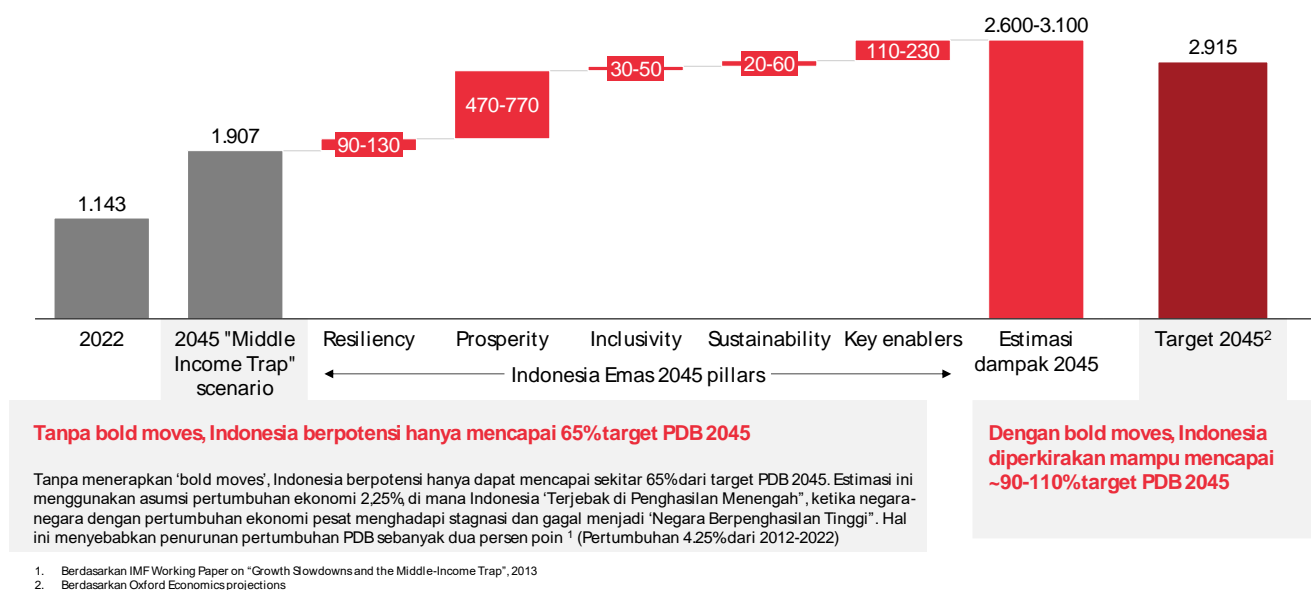 2.600-3.100
110-230
2.915
30-50
20-60
470-770
1.907
90-130
1.143
2022
2045 "Middle
Income Trap"
scenario
Resiliency
Prosperity
Inclusivity
Sustainability
Key enablers
Estimasi
dampak 2045
Target 2045²
Indonesia Emas 2045 pillars
Tanpa bold moves, Indonesia berpotensi hanya mencapai 65% target PDB 2045
Tanpa menerapkan ‘bold moves’, Indonesia berpotensi hanya dapat mencapai sekitar 65% dari target PDB 2045. Estimasi ini
menggunakan asumsi pertumbuhan ekonomi 2,25%, di mana Indonesia ‘Terjebak di Penghasilan Menengah”, ketika negara-
negara dengan pertumbuhan ekonomi pesat menghadapi stagnasi dan gagal menjadi ‘Negara Berpenghasilan Tinggi”. Hal
ini menyebabkan penurunan pertumbuhan PDB sebanyak dua persen poin ¹ (Pertumbuhan 4.25% dari 2012-2022)
Dengan bold moves, Indonesia
diperkirakan mampu mencapai
~90-110% target PDB 2045
1. Berdasarkan IMF Working Paper on “Growth Slowdowns and the Middle-Income Trap”, 2013
2. Berdasarkan Oxford Economics projections